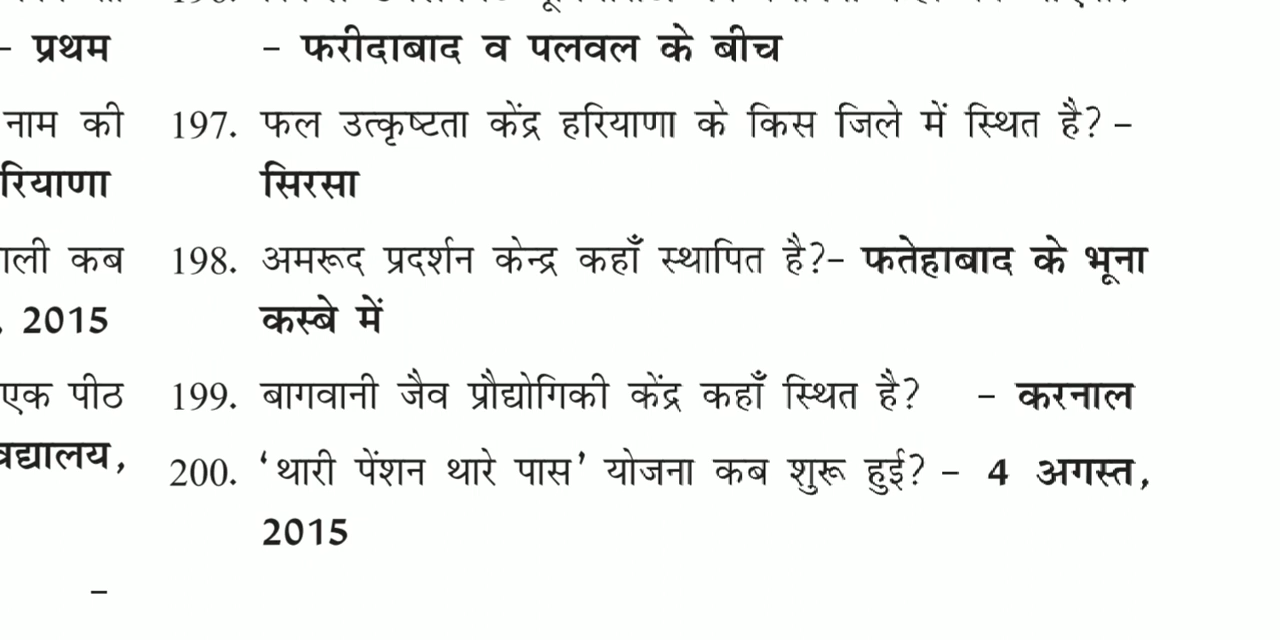 – प्रथम
नाम की
रियाणा
ाली कब
, 2015
एक पीठ
विद्यालय,
–
– फरीदाबाद व पलवल के बीच
197. फल उत्कृष्टता केंद्र हरियाणा के किस जिले में स्थित है? –
सिरसा
198. अमरूद प्रदर्शन केन्द्र कहाँ स्थापित है?– फतेहाबाद के भूना
कस्बे में
199. बागवानी जैव प्रौद्योगिकी केंद्र कहाँ स्थित है? – करनाल
200. ‘थारी पेंशन थारे पास’ योजना कब शुरू हुई? – 4 अगस्त,
2015